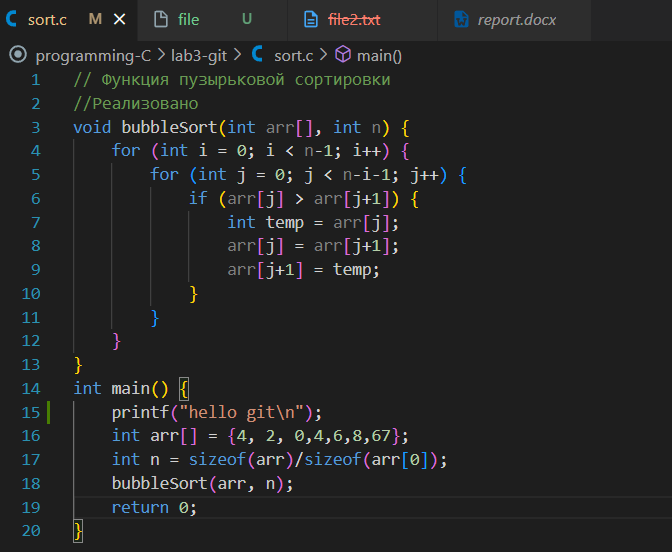 sort.c M file U file2.txt report.docx
programming-C > lab3-git > C sort.c > main()
1 // Функция пузырьковой сортировки
2 //Реализовано
3 void bubbleSort(int arr[], int n) {
4     for (int i = 0; i < n-1; i++) {
5         for (int j = 0; j < n-i-1; j++) {
6             if (arr[j] > arr[j+1]) {
7                 int temp = arr[j];
8                 arr[j] = arr[j+1];
9                 arr[j+1] = temp;
10             }
11         }
12     }
13 }
14 int main() {
15     printf("hello git\n");
16     int arr[] = {4, 2, 0,4,6,8,67};
17     int n = sizeof(arr)/sizeof(arr[0]);
18     bubbleSort(arr, n);
19     return 0;
20 }